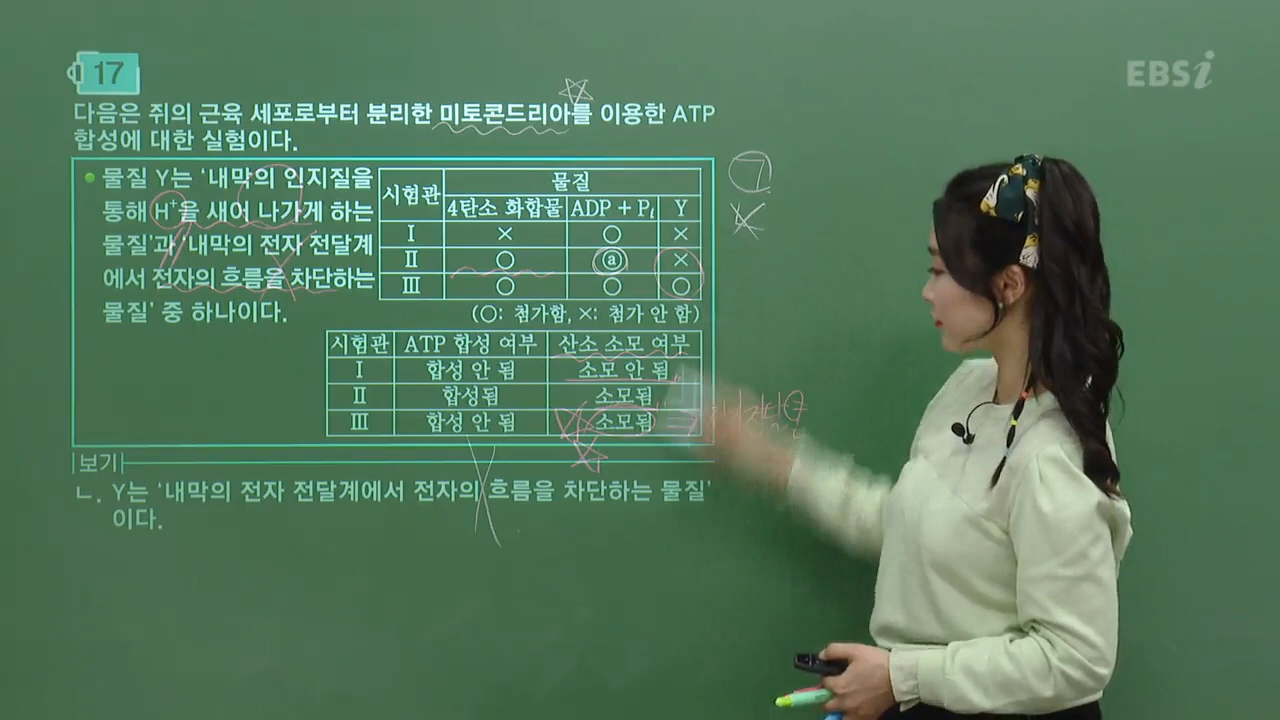 17
EBSi
다음은 쥐의 근육 세포로부터 분리한 미토콘드리아를 이용한 ATP
합성에 대한 실험이다.
물질 Y는 '내막의 인지질을
통해 H⁺을 새어 나가게 하는
물질'과 '내막의 전자 전달계
에서 전자의 흐름을 차단하는
물질' 중 하나이다.
시험관 물질
4탄소 화합물 ADP + Pi Y
Ⅰ × ○ ×
Ⅱ ○ ⓐ ×
Ⅲ ○ ○ ○
(○: 첨가함, ×: 첨가 안 함)
시험관 ATP 합성 여부 산소 소모 여부
Ⅰ 합성 안 됨 소모 안 됨
Ⅱ 합성됨 소모됨
Ⅲ 합성 안 됨 소모됨
보기
ㄴ. Y는 '내막의 전자 전달계에서 전자의 흐름을 차단하는 물질'
이다.